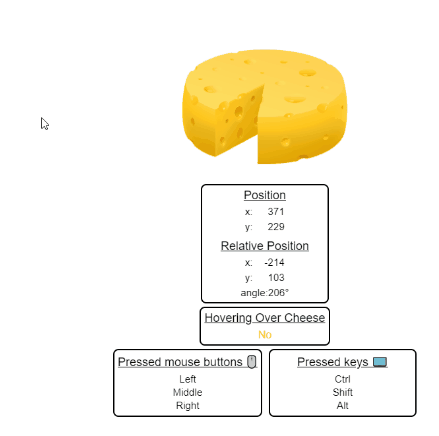 Position
x: 371
y: 229
Relative Position
x: -214
y: 103
angle:206°
Hovering Over Cheese
No
Pressed mouse buttons
Left
Middle
Right
Pressed keys
Ctrl
Shift
Alt